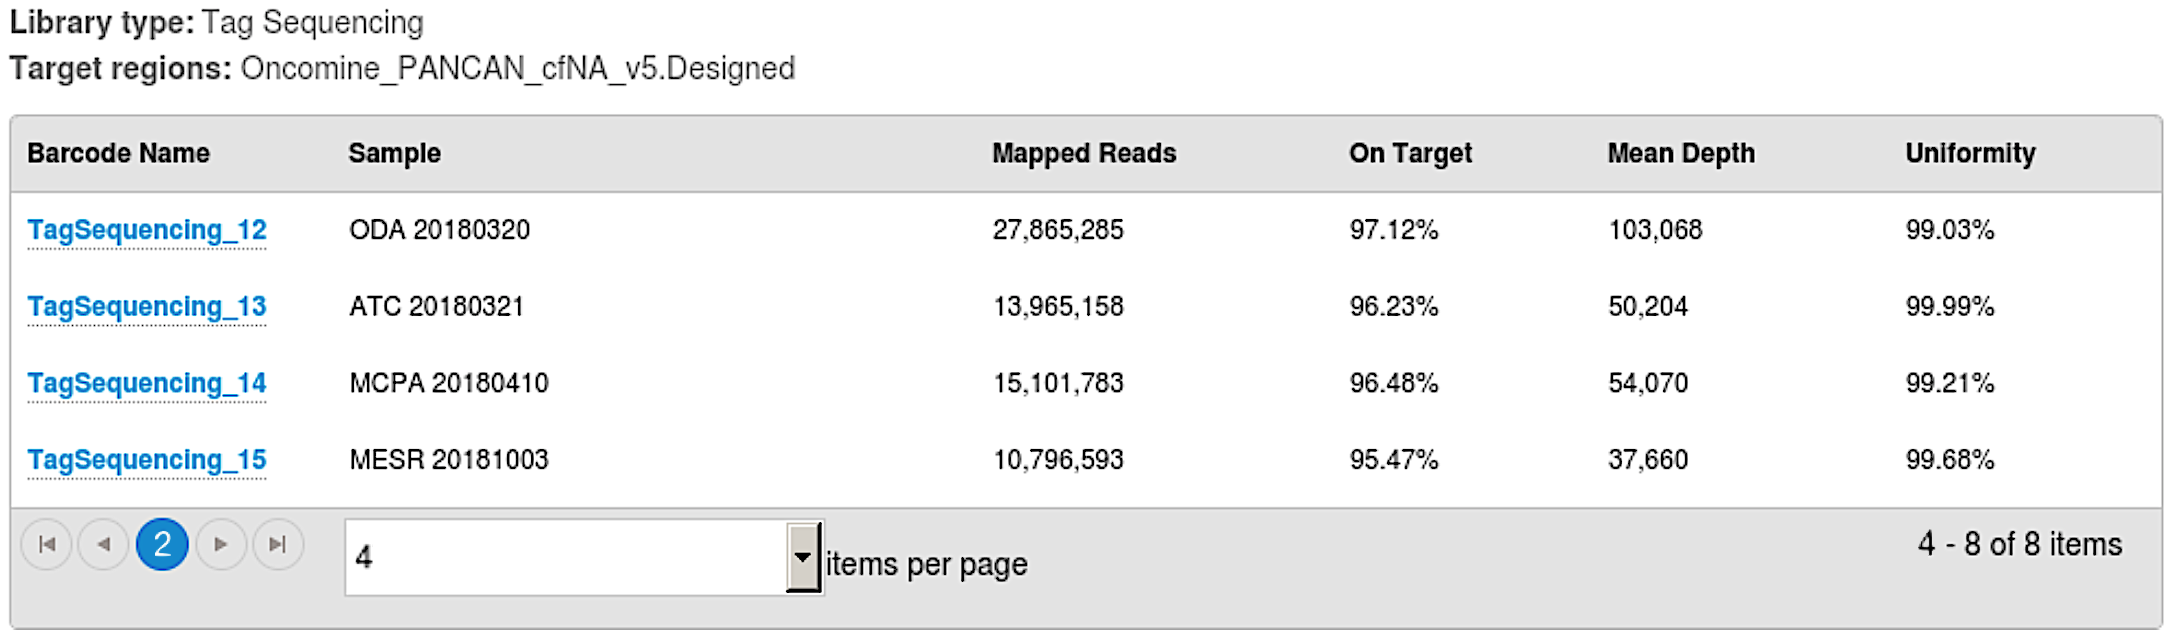 Library type: Tag Sequencing
Target regions: Oncomine_PANCAN_cfNA_v5.Designed
Barcode Name Sample Mapped Reads On Target Mean Depth Uniformity
TagSequencing_12 ODA 20180320 27,865,285 97.12% 103,068 99.03%
TagSequencing_13 ATC 20180321 13,965,158 96.23% 50,204 99.99%
TagSequencing_14 MCPA 20180410 15,101,783 96.48% 54,070 99.21%
TagSequencing_15 MESR 20181003 10,796,593 95.47% 37,660 99.68%
2 4 items per page 4 - 8 of 8 items